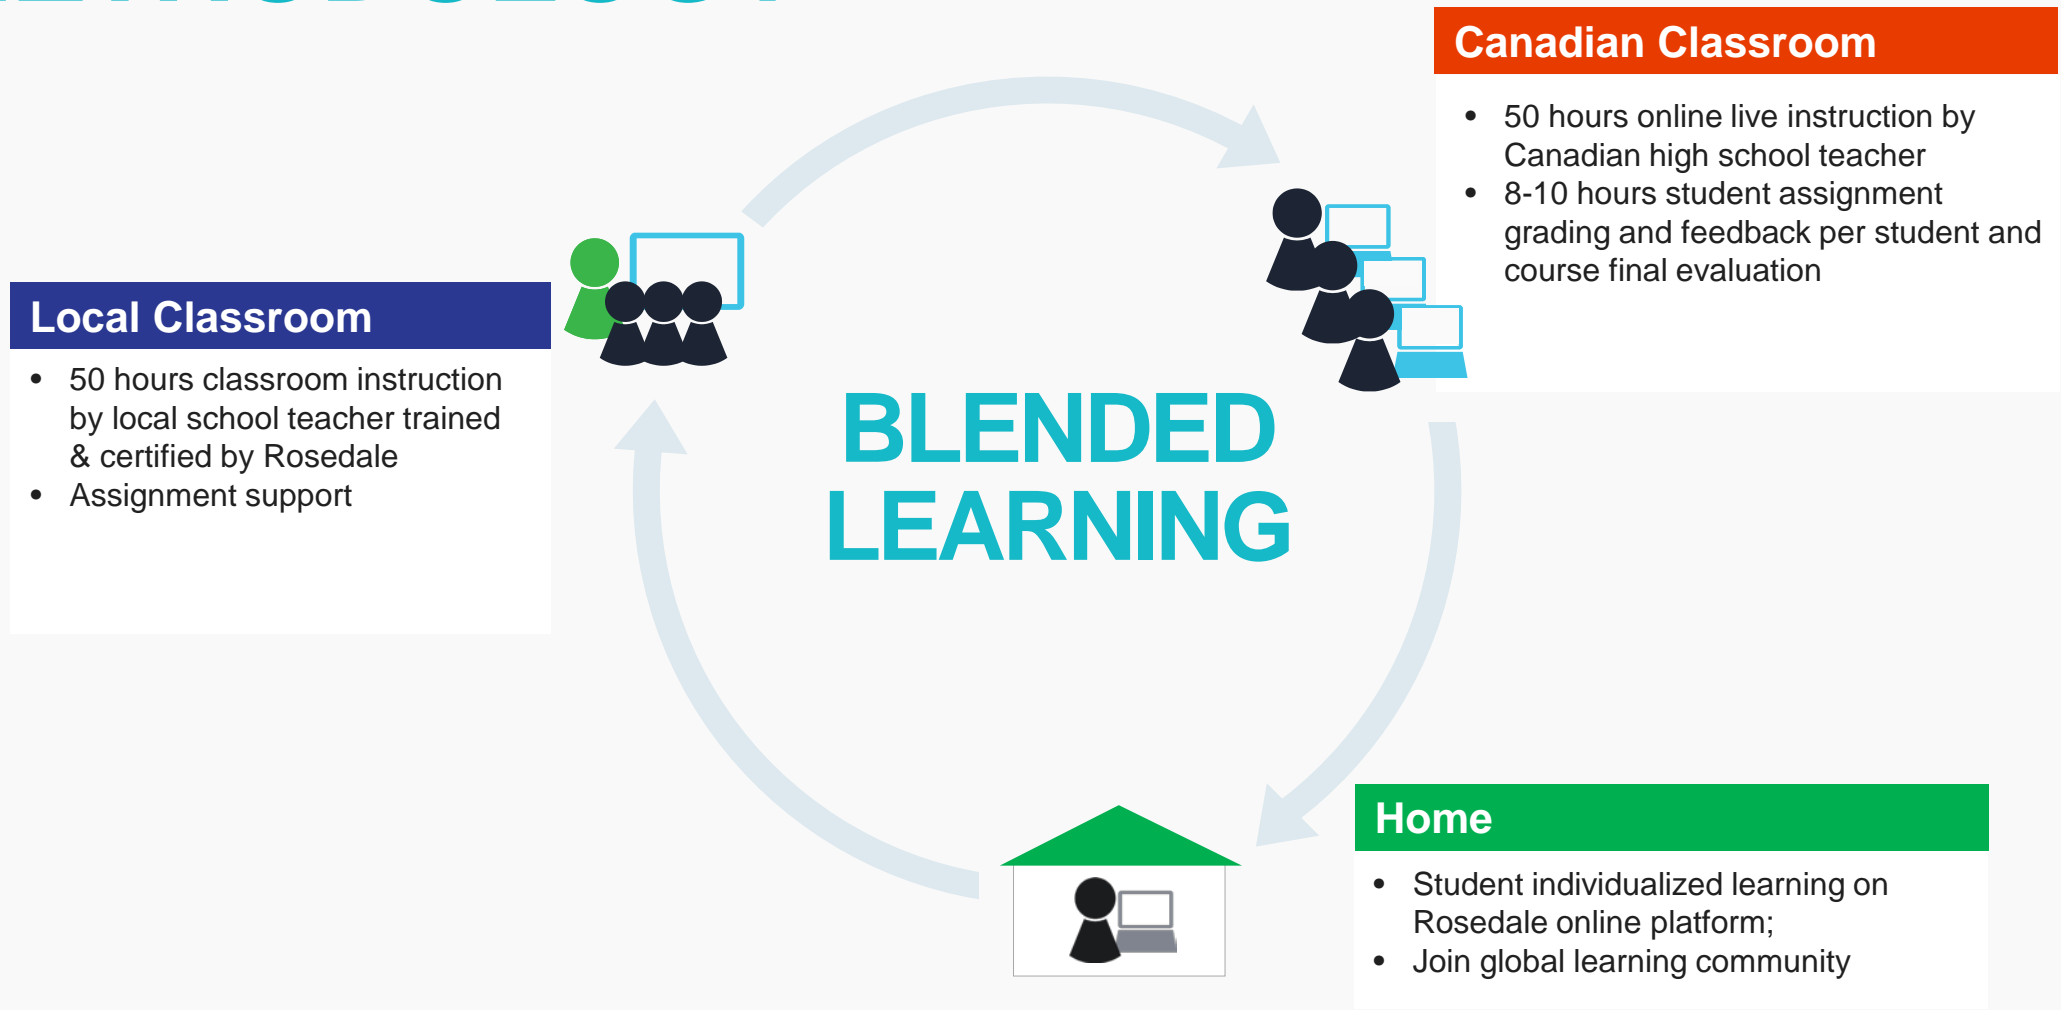 Canadian Classroom
• 50 hours online live instruction by
Canadian high school teacher
• 8-10 hours student assignment
grading and feedback per student and
course final evaluation
Local Classroom
• 50 hours classroom instruction
by local school teacher trained
& certified by Rosedale
• Assignment support
BLENDED
LEARNING
Home
• Student individualized learning on
Rosedale online platform;
• Join global learning community